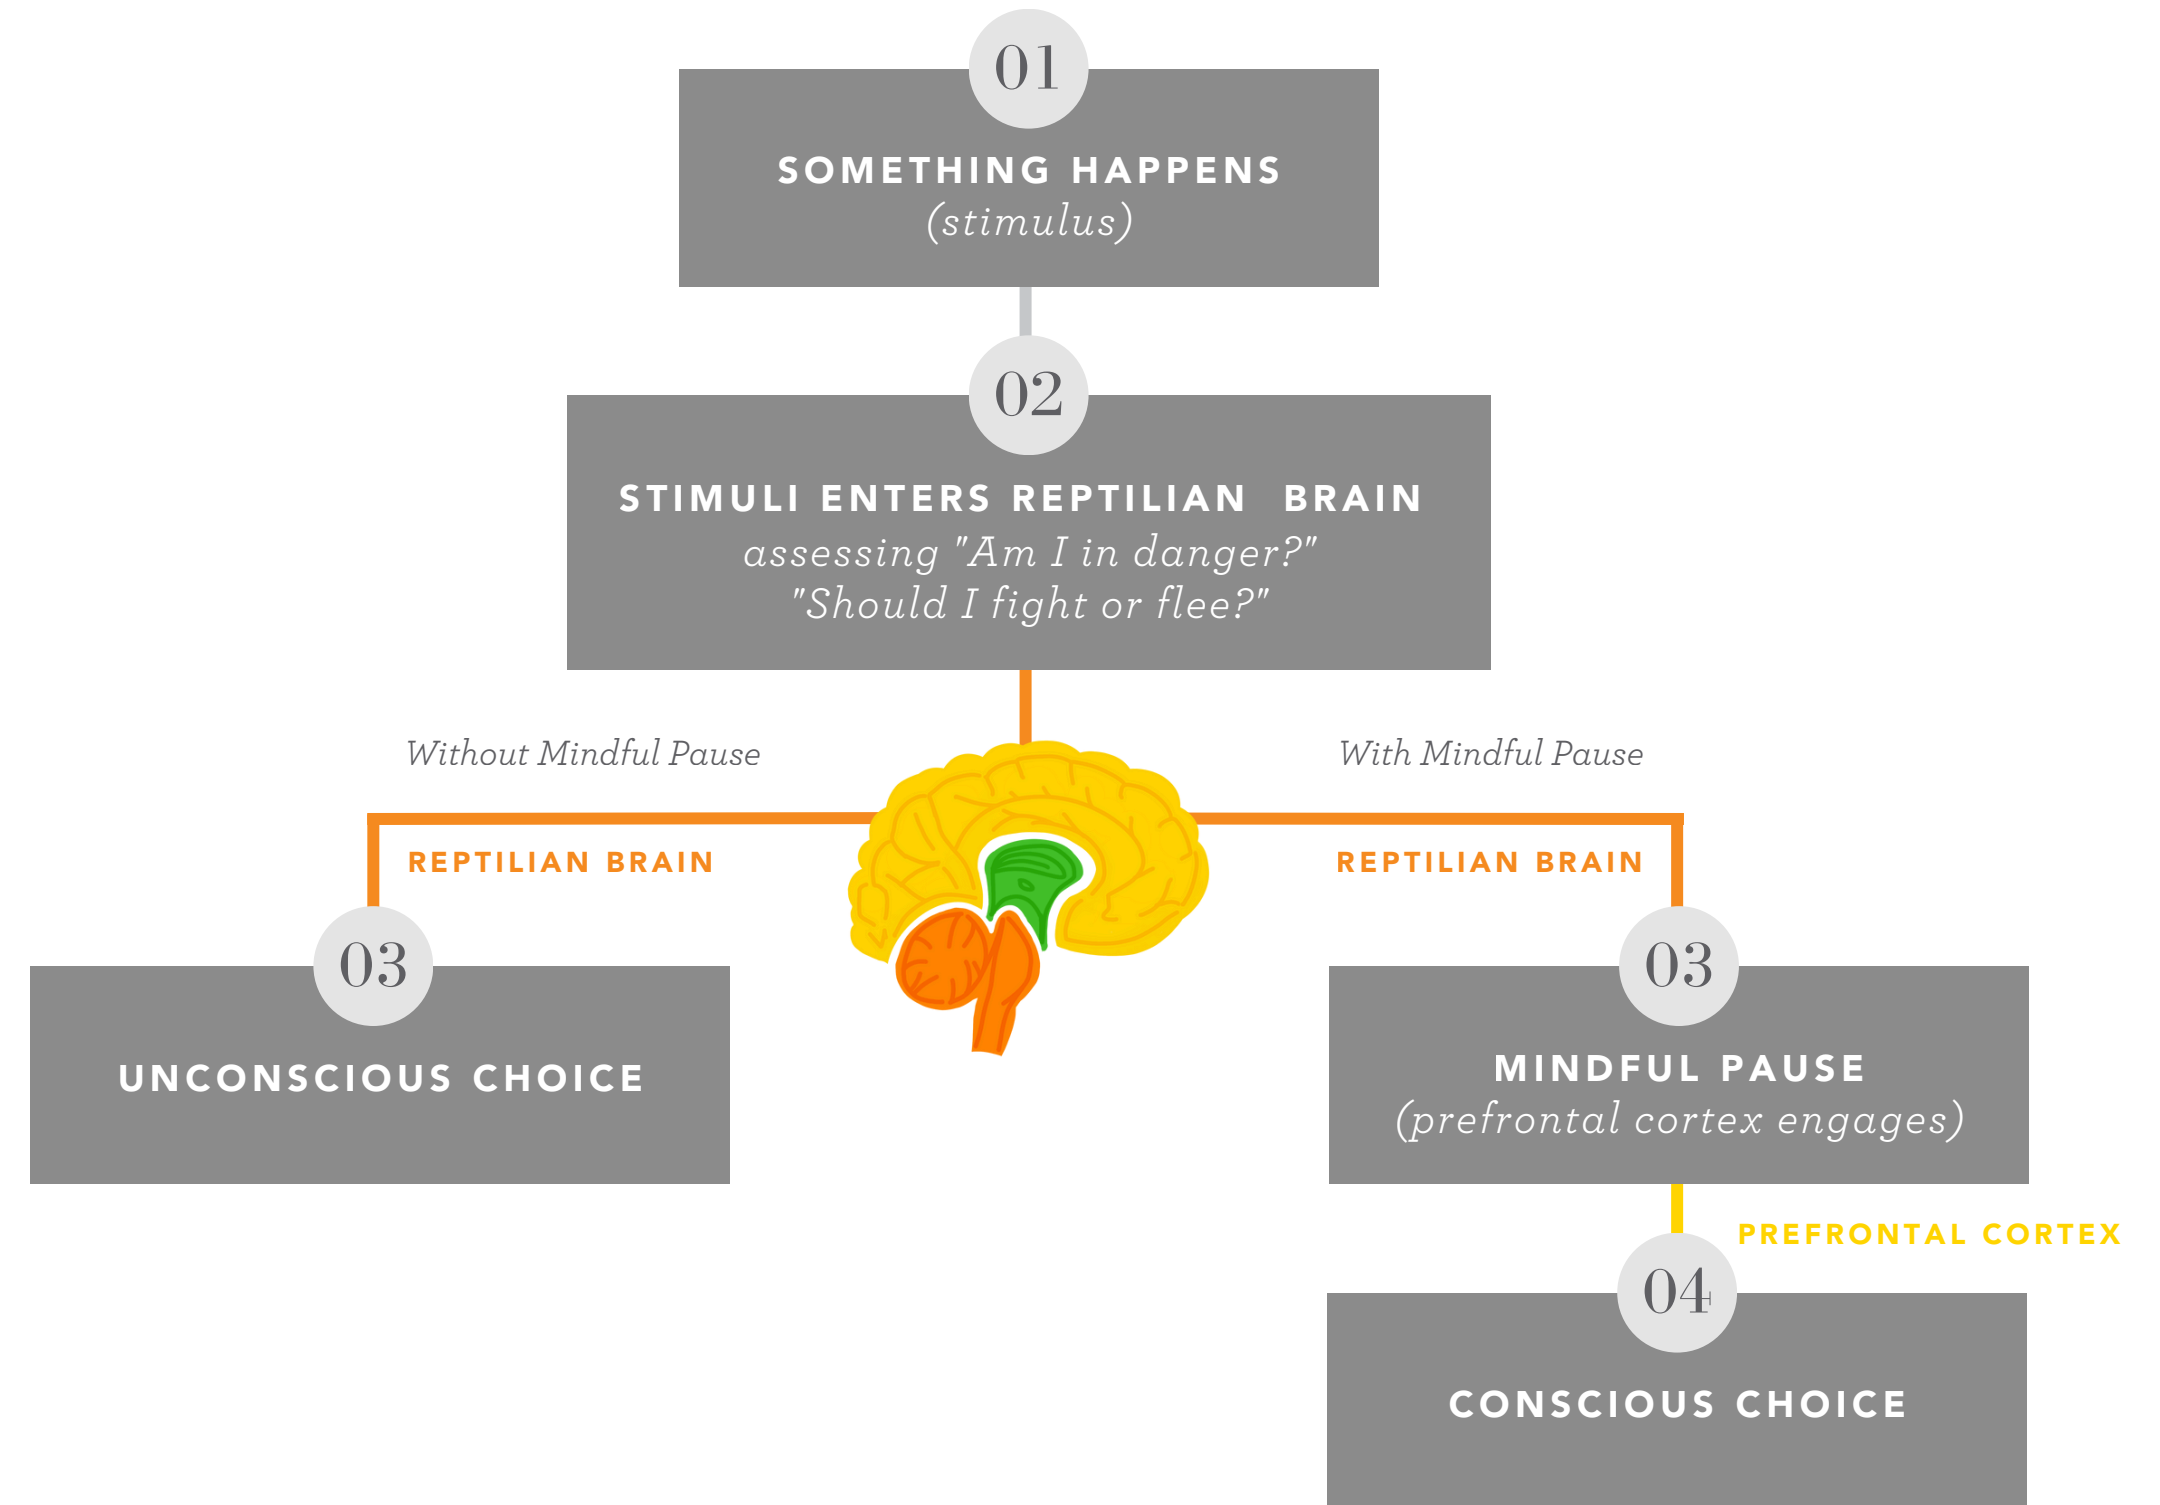 01
SOMETHING HAPPENS
(stimulus)
02
STIMULI ENTERS REPTILIAN BRAIN
assessing "Am I in danger?"
"Should I fight or flee?"
Without Mindful Pause
REPTILIAN BRAIN
03
UNCONSCIOUS CHOICE
With Mindful Pause
REPTILIAN BRAIN
03
MINDFUL PAUSE
(prefrontal cortex engages)
PREFRONTAL CORTEX
04
CONSCIOUS CHOICE